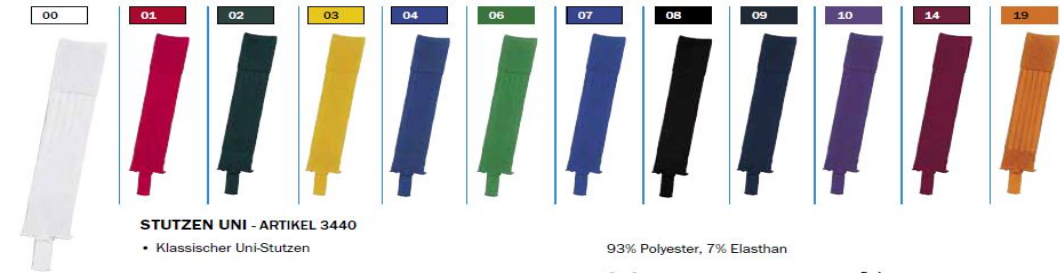 00 01 02 03 04 06 07 08 09 10 14 19
STUTZEN UNI - ARTIKEL 3440
• Klassischer Uni-Stutzen
93% Polyester, 7% Elasthan